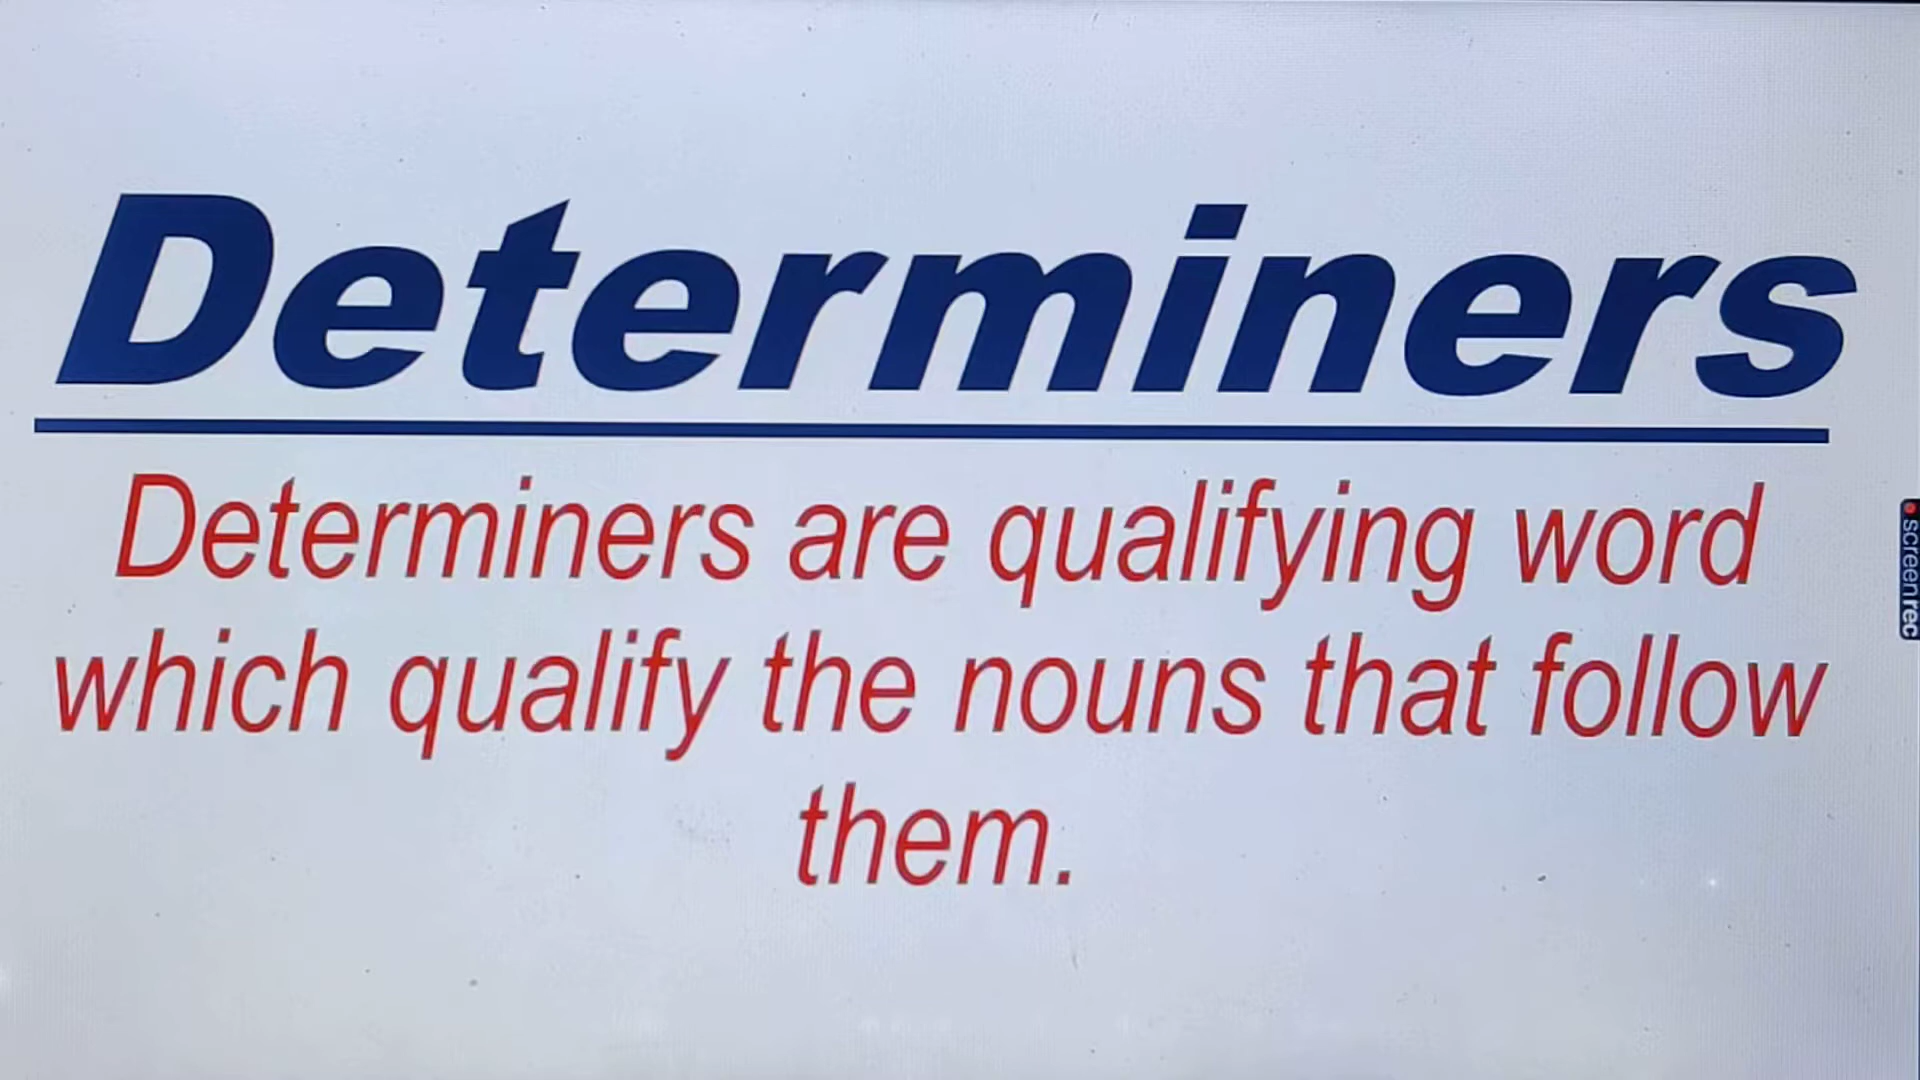 Determiners
Determiners are qualifying word
which qualify the nouns that follow
them.
screenrec